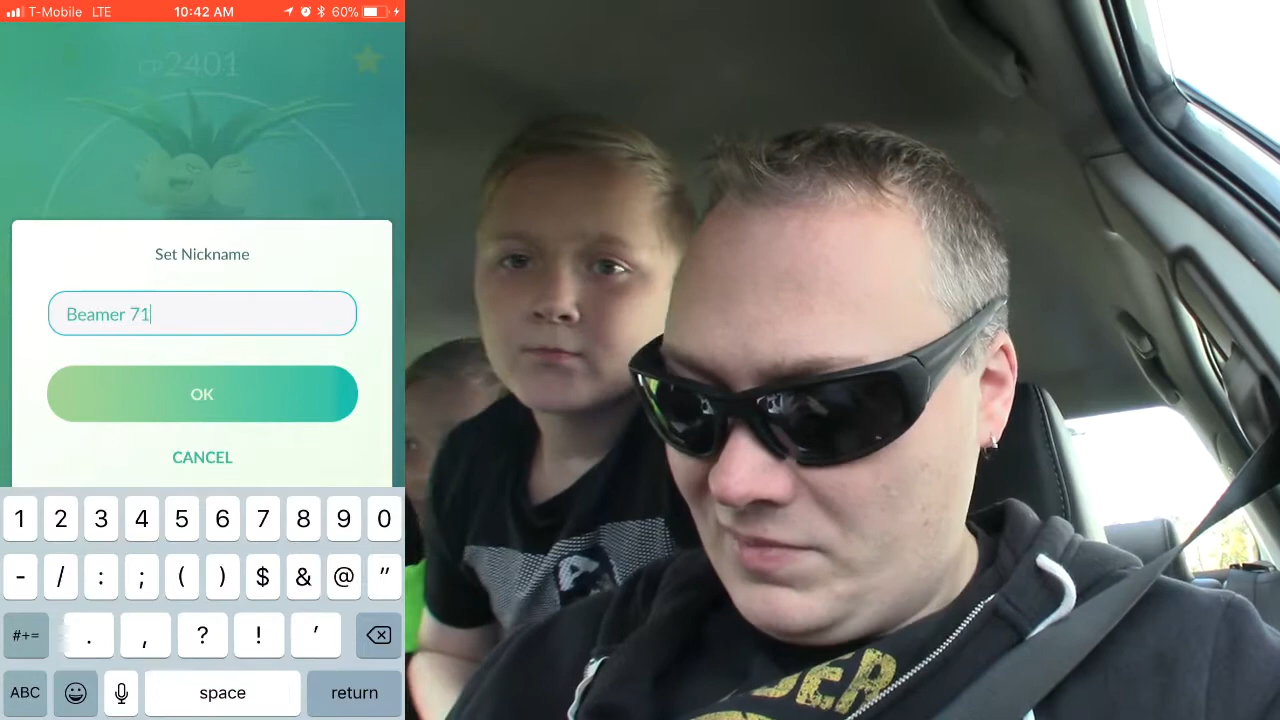 T-Mobile LTE 10:42 AM 60%
CP2401
Set Nickname
Beamer 71
OK
CANCEL
1 2 3 4 5 6 7 8 9 0
- / : ; ( ) $ & @ "
#+= . , ? ! '
ABC space return
A